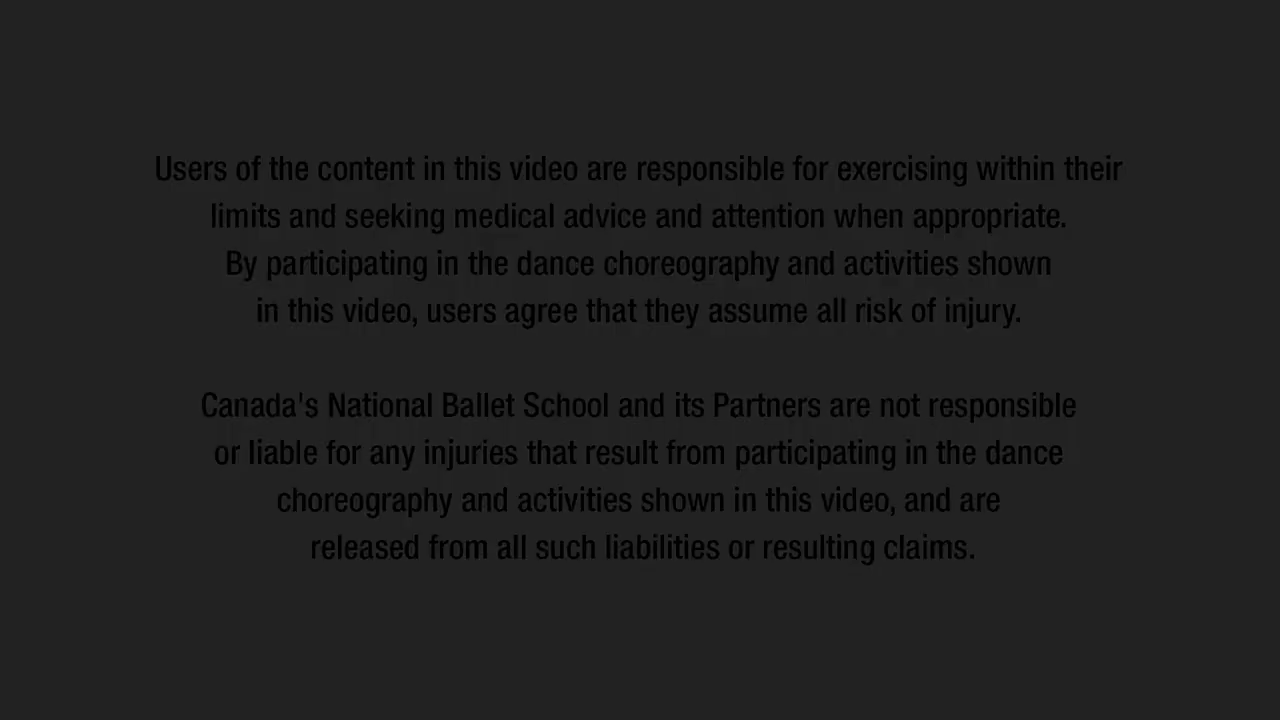 Users of the content in this video are responsible for exercising within their
limits and seeking medical advice and attention when appropriate.
By participating in the dance choreography and activities shown
in this video, users agree that they assume all risk of injury.
Canada's National Ballet School and its Partners are not responsible
or liable for any injuries that result from participating in the dance
choreography and activities shown in this video, and are
released from all such liabilities or resulting claims.